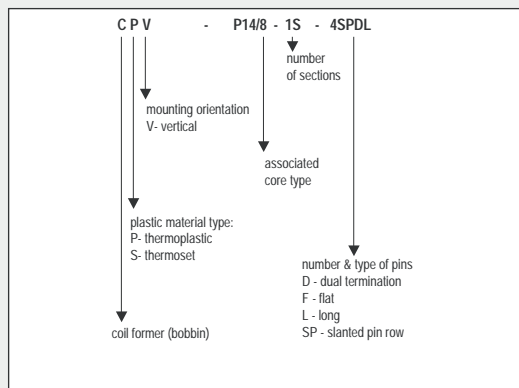 C P V - P14/8 - 1S - 4SPDL
number
of sections
mounting orientation
V- vertical
associated
core type
plastic material type:
P- thermoplastic
S- thermoset
number & type of pins
D - dual termination
F - flat
L - long
SP - slanted pin row
coil former (bobbin)